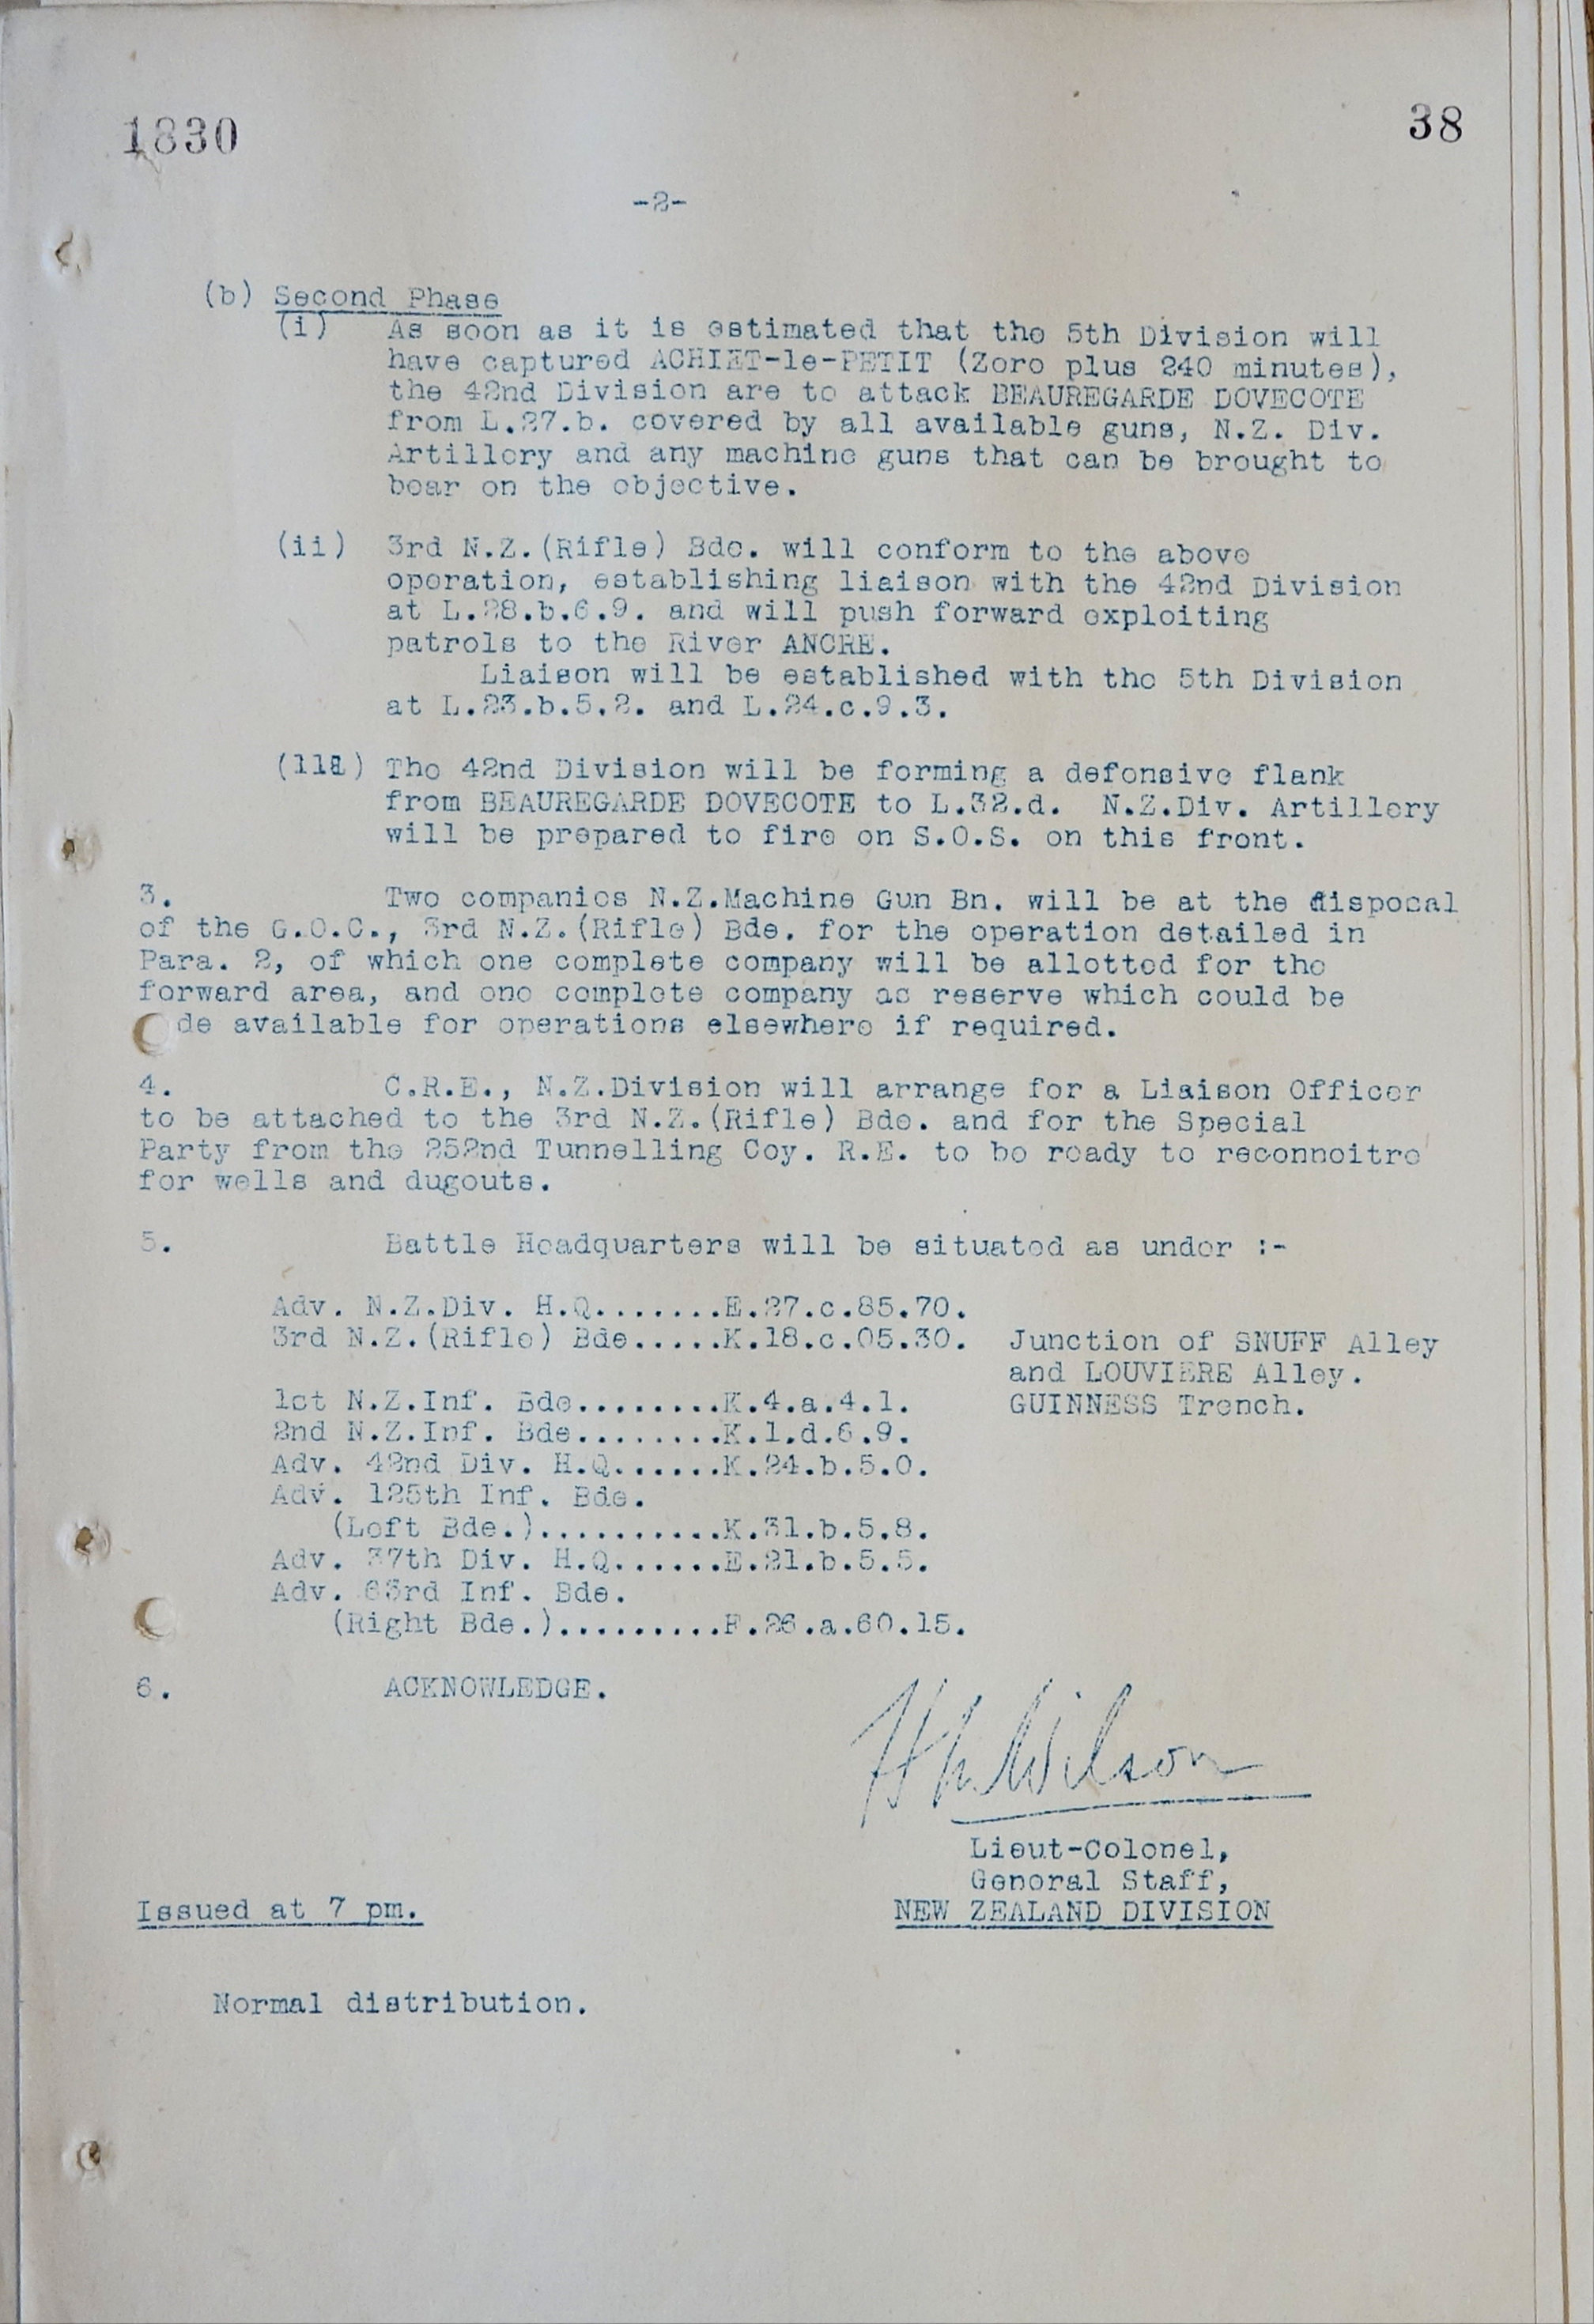 1830
38
-2-
(b) Second Phase
(i) As soon as it is estimated that the 5th Division will
have captured ACHIET-le-PETIT (Zero plus 240 minutes),
the 42nd Division are to attack BEAUREGARDE DOVECOTE
from L.27.b. covered by all available guns, N.Z. Div.
Artillery and any machine guns that can be brought to
bear on the objective.
(ii) 3rd N.Z.(Rifle) Bde. will conform to the above
operation, establishing liaison with the 42nd Division
at L.28.b.6.9. and will push forward exploiting
patrols to the River ANCRE.
Liaison will be established with the 5th Division
at L.23.b.5.2. and L.24.c.9.3.
(iii) The 42nd Division will be forming a defensive flank
from BEAUREGARDE DOVECOTE to L.32.d. N.Z.Div. Artillery
will be prepared to fire on S.O.S. on this front.
3. Two companies N.Z.Machine Gun Bn. will be at the disposal
of the G.O.C., 3rd N.Z.(Rifle) Bde. for the operation detailed in
Para. 2, of which one complete company will be allotted for the
forward area, and one complete company as reserve which could be
de available for operations elsewhere if required.
4. C.R.E., N.Z.Division will arrange for a Liaison Officer
to be attached to the 3rd N.Z.(Rifle) Bde. and for the Special
Party from the 252nd Tunnelling Coy. R.E. to be ready to reconnoitre
for wells and dugouts.
5. Battle Headquarters will be situated as under :-
Adv. N.Z.Div. H.Q.......E.27.c.85.70.
3rd N.Z.(Rifle) Bde.....K.18.c.05.30. Junction of SNUFF Alley
and LOUVIERE Alley.
1st N.Z.Inf. Bde........K.4.a.4.1. GUINNESS Trench.
2nd N.Z.Inf. Bde........K.1.d.6.9.
Adv. 42nd Div. H.Q......K.24.b.5.0.
Adv. 125th Inf. Bde.
(Left Bde.)..........K.31.b.5.8.
Adv. 37th Div. H.Q......E.21.b.5.5.
Adv. 63rd Inf. Bde.
(Right Bde.).........F.26.a.60.15.
6. ACKNOWLEDGE.
Wilson
Lieut-Colonel,
General Staff,
Issued at 7 pm. NEW ZEALAND DIVISION
Normal distribution.